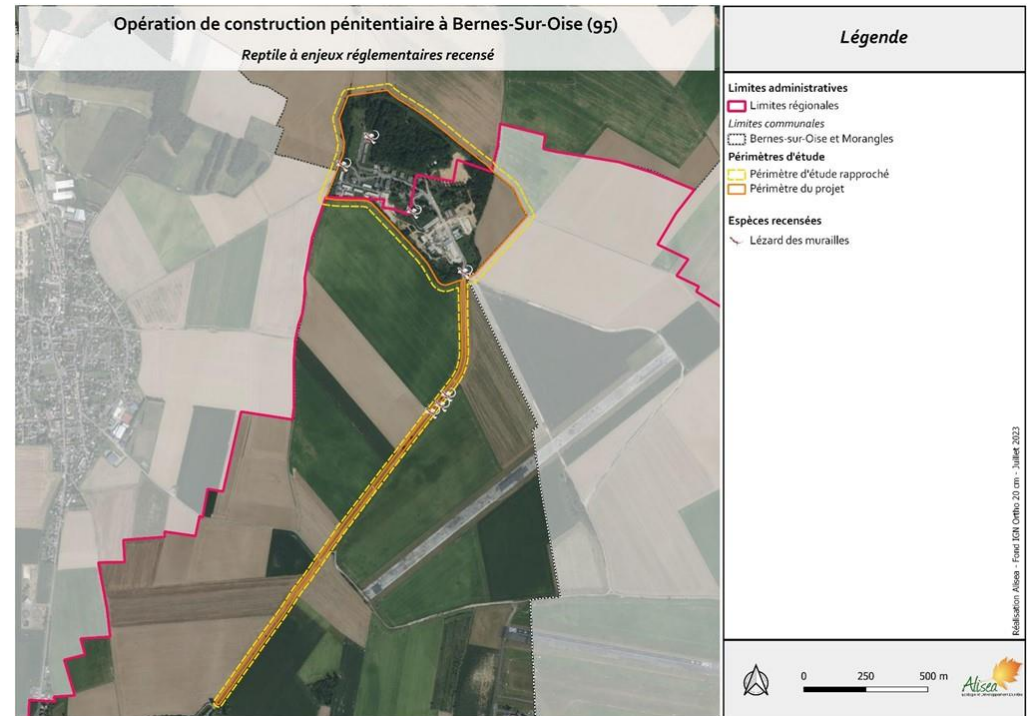 Opération de construction pénitentiaire à Bernes-Sur-Oise (95)
Reptile à enjeux réglementaires recensé
Légende
Limites administratives
Limites régionales
Limites communales
Bernes-sur-Oise et Morangles
Périmètres d'étude
Périmètre d'étude rapproché
Périmètre du projet
Espèces recensées
Lézard des murailles
Réalisation Alisea - Fond IGN Ortho 20 cm - Juillet 2023
0 250 500 m
Alisea